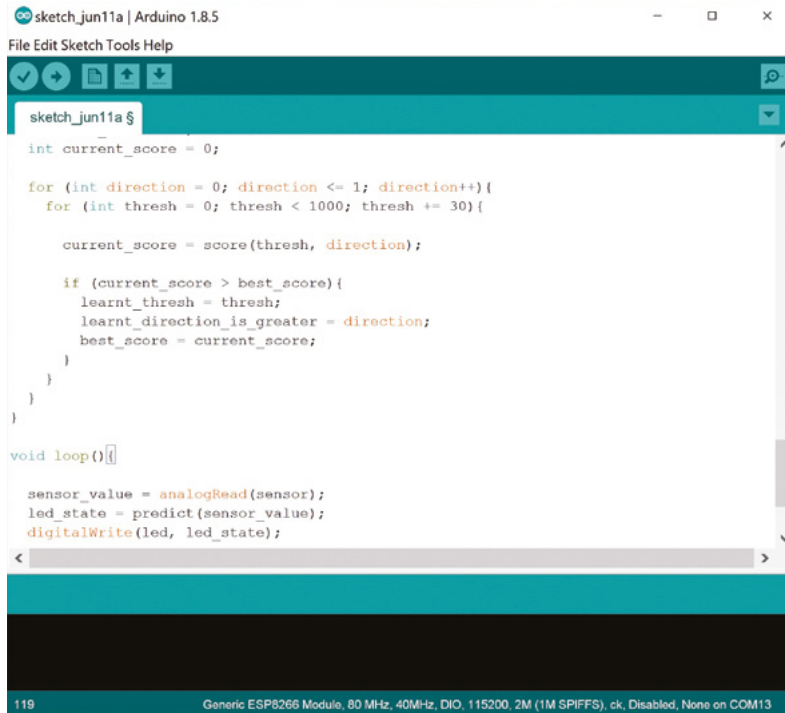 sketch_jun11a | Arduino 1.8.5
File Edit Sketch Tools Help
sketch_jun11a §
int current_score = 0;
for (int direction = 0; direction <= 1; direction++){
for (int thresh = 0; thresh < 1000; thresh += 30){
current_score = score(thresh, direction);
if (current_score > best_score){
learnt_thresh = thresh;
learnt_direction_is_greater = direction;
best_score = current_score;
}
}
}
}
void loop(){
sensor_value = analogRead(sensor);
led_state = predict(sensor_value);
digitalWrite(led, led_state);
119 Generic ESP8266 Module, 80 MHz, 40MHz, DIO, 115200, 2M (1M SPIFFS), ck, Disabled, None on COM13